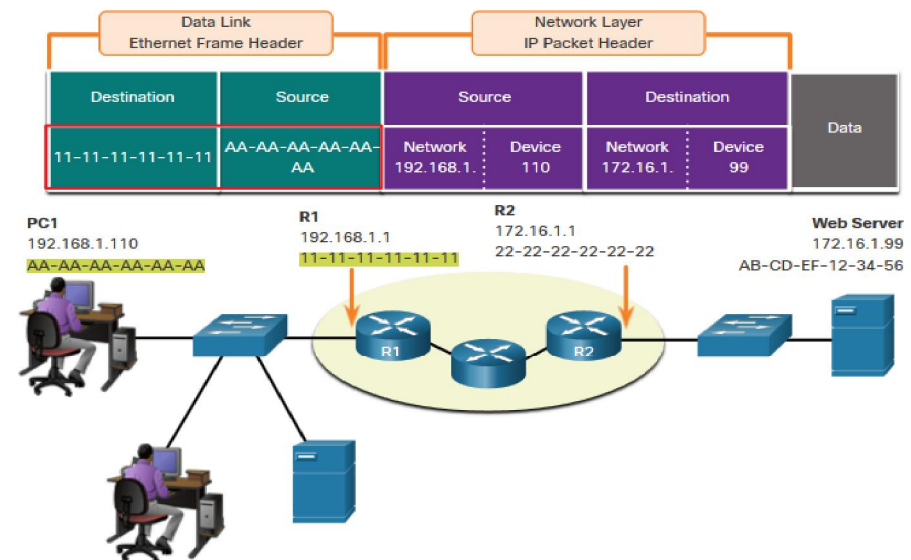 Data Link
Ethernet Frame Header
Network Layer
IP Packet Header
Destination
Source
Source
Destination
Data
11-11-11-11-11-11
AA-AA-AA-AA-AA-
AA
Network
192.168.1.
Device
110
Network
172.16.1.
Device
99
PC1
192.168.1.110
AA-AA-AA-AA-AA-AA
R1
192.168.1.1
11-11-11-11-11-11
R2
172.16.1.1
22-22-22-22-22-22
Web Server
172.16.1.99
AB-CD-EF-12-34-56
R1
R2